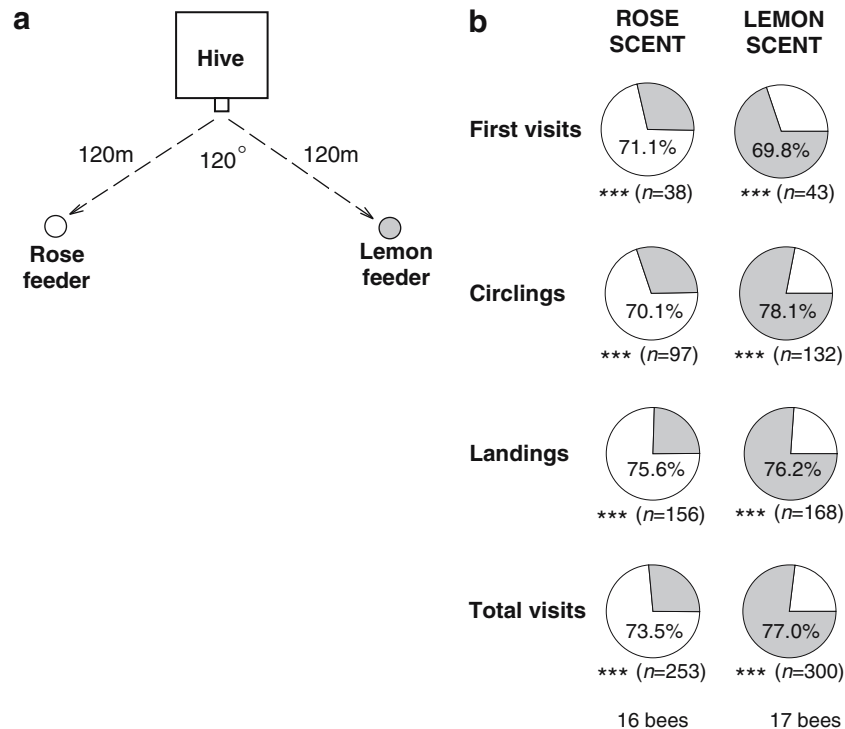 a
Hive
120m
120°
120m
Rose
feeder
Lemon
feeder
b
ROSE
SCENT
LEMON
SCENT
First visits
71.1%
*** (n=38)
69.8%
*** (n=43)
Circlings
70.1%
*** (n=97)
78.1%
*** (n=132)
Landings
75.6%
*** (n=156)
76.2%
*** (n=168)
Total visits
73.5%
*** (n=253)
77.0%
*** (n=300)
16 bees
17 bees